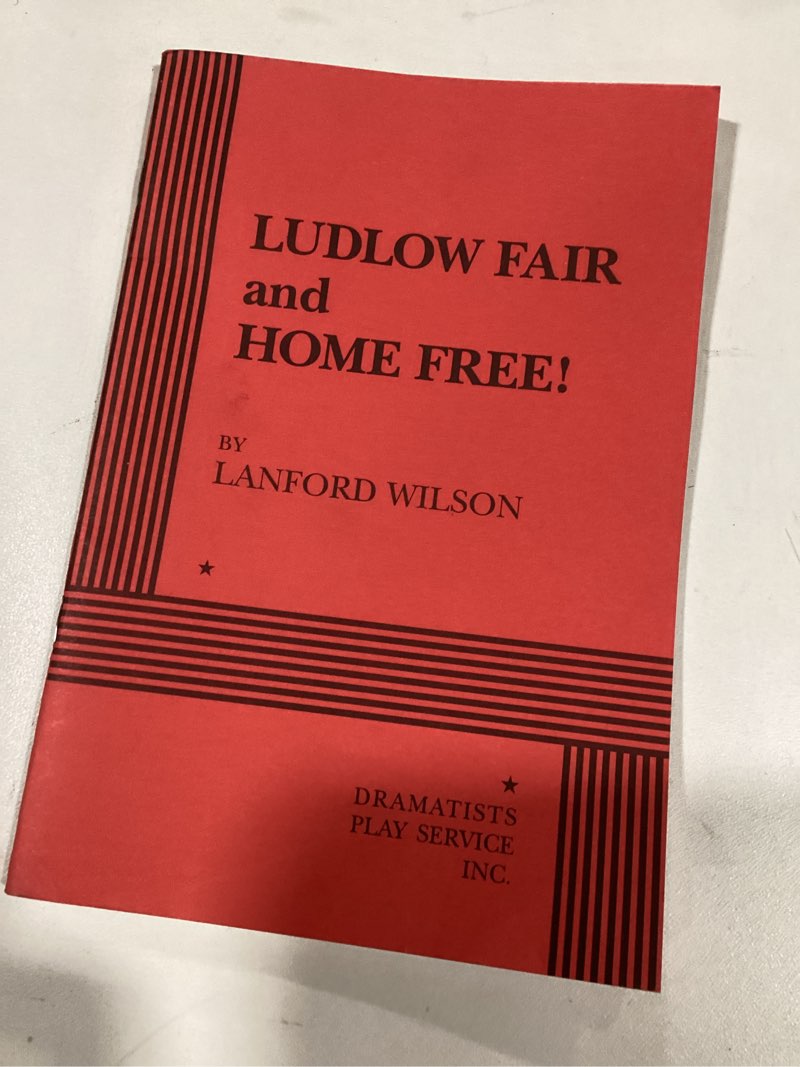 LUDLOW FAIR
and
HOME FREE!
BY
LANFORD WILSON
DRAMATISTS
PLAY SERVICE
INC.